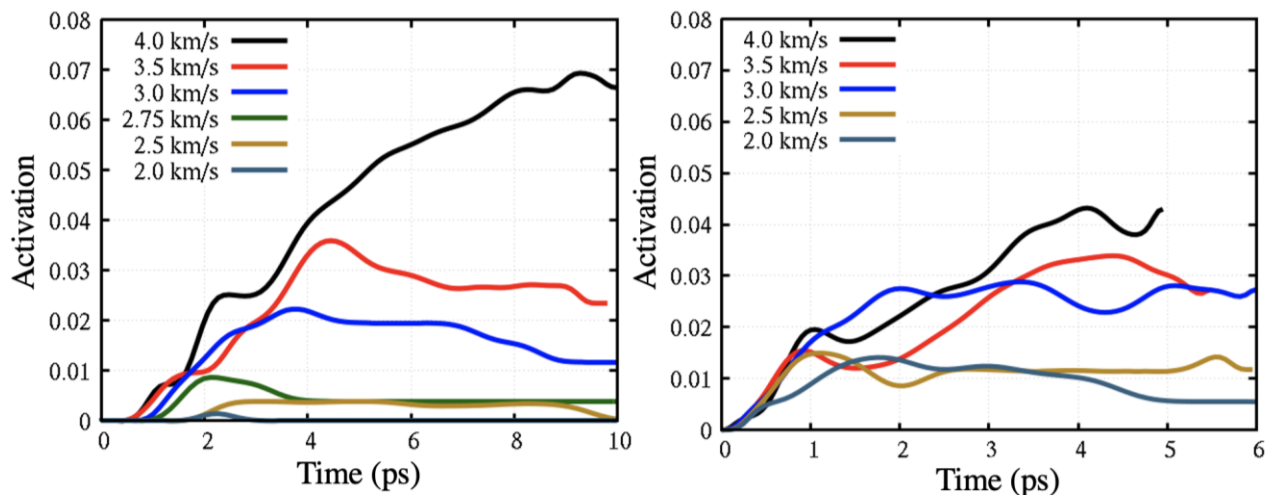 0.08
0.07
0.06
0.05
0.04
0.03
0.02
0.01
0
Activation
4.0 km/s
3.5 km/s
3.0 km/s
2.75 km/s
2.5 km/s
2.0 km/s
0 2 4 6 8 10
Time (ps)
0.08
0.07
0.06
0.05
0.04
0.03
0.02
0.01
0
Activation
4.0 km/s
3.5 km/s
3.0 km/s
2.5 km/s
2.0 km/s
0 1 2 3 4 5 6
Time (ps)